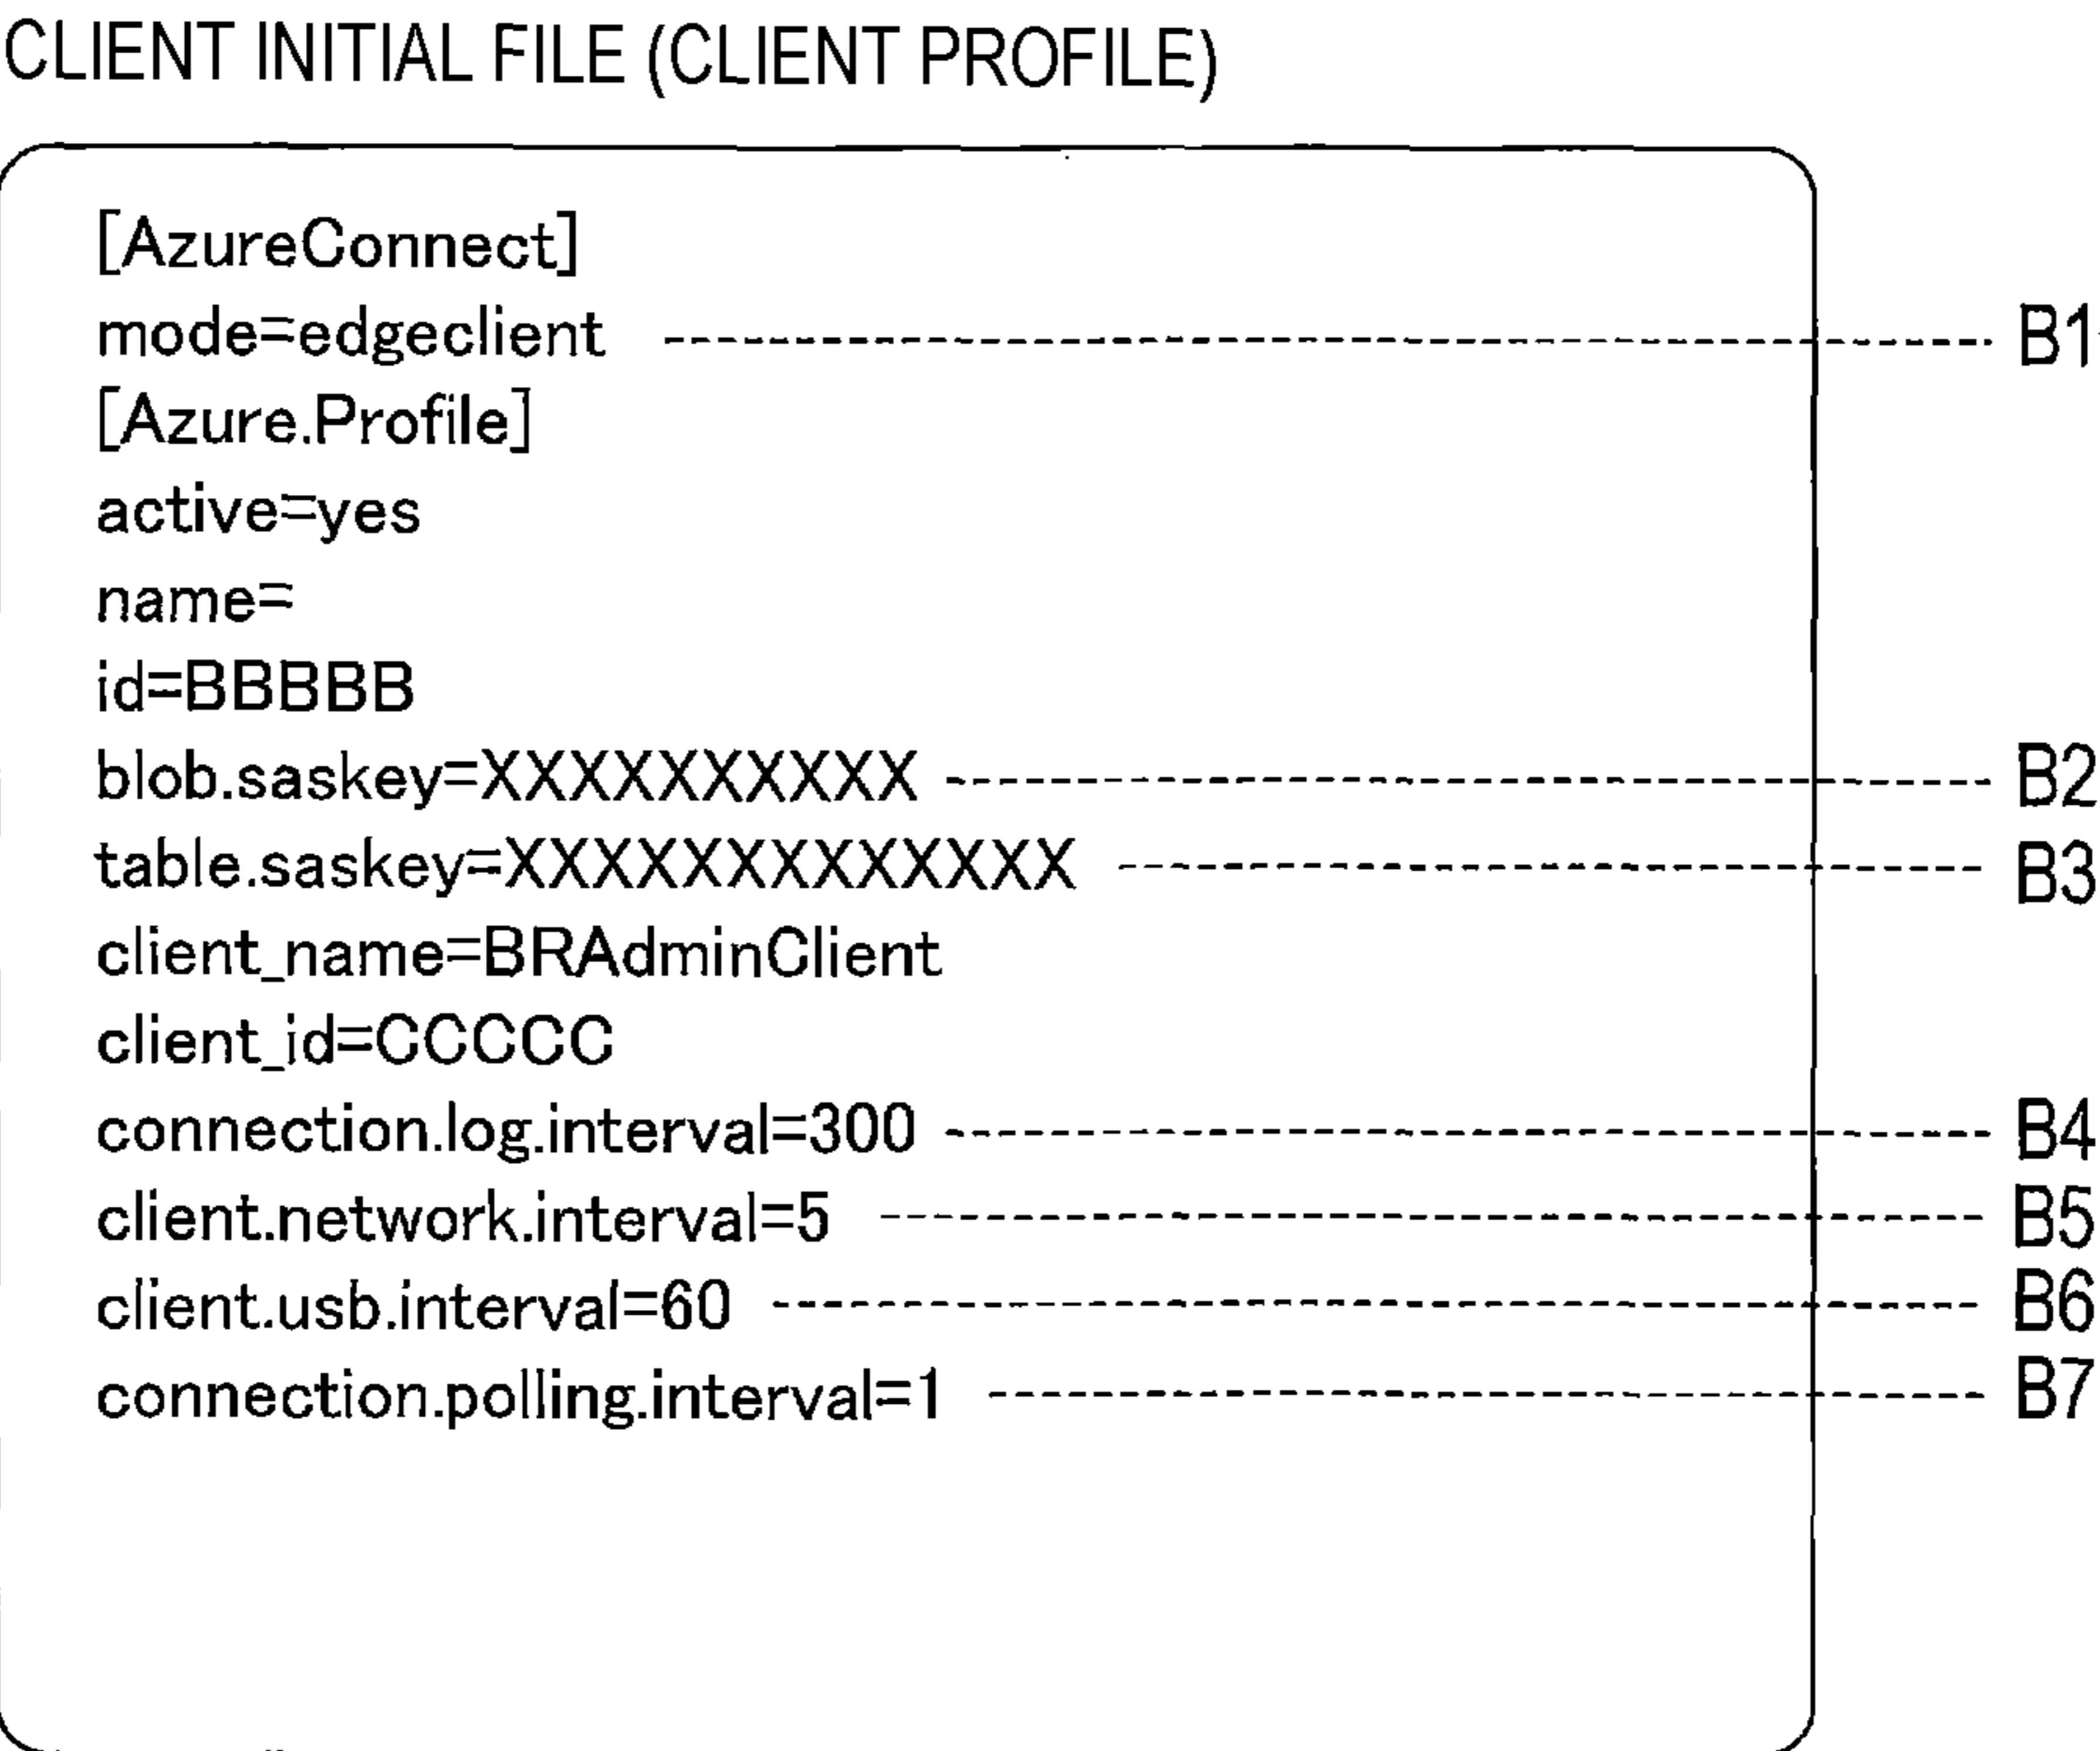 CLIENT INITIAL FILE (CLIENT PROFILE)
[AzureConnect]
mode=edgeclient B1
[Azure.Profile]
active=yes
name=
id=BBBBB
blob.saskey=XXXXXXXXXX B2
table.saskey=XXXXXXXXXXXXX B3
client_name=BRAdminClient
client_id=CCCCC
connection.log.interval=300 B4
client.network.interval=5 B5
client.usb.interval=60 B6
connection.polling.interval=1 B7